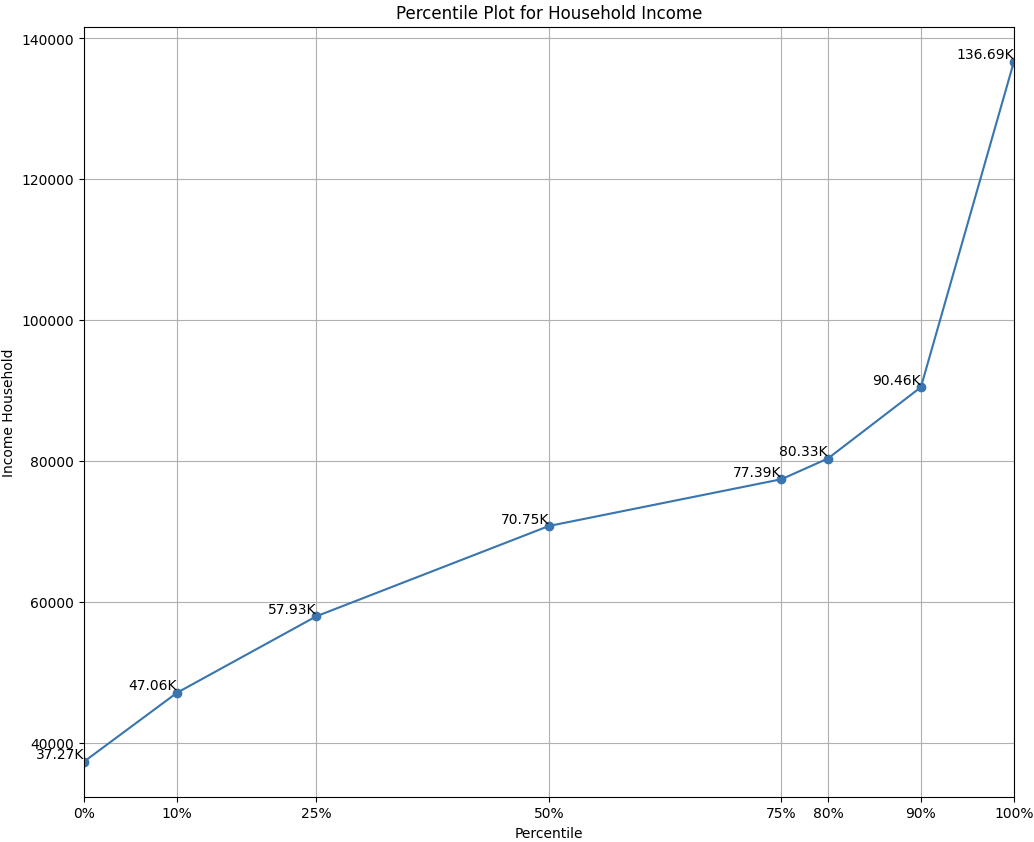 Percentile Plot for Household Income
140000
136.69K
120000
100000
90.46K
80.33K
80000
77.39K
70.75K
60000
57.93K
47.06K
40000
37.27K
Income Household
0% 10% 25% 50% 75% 80% 90% 100%
Percentile